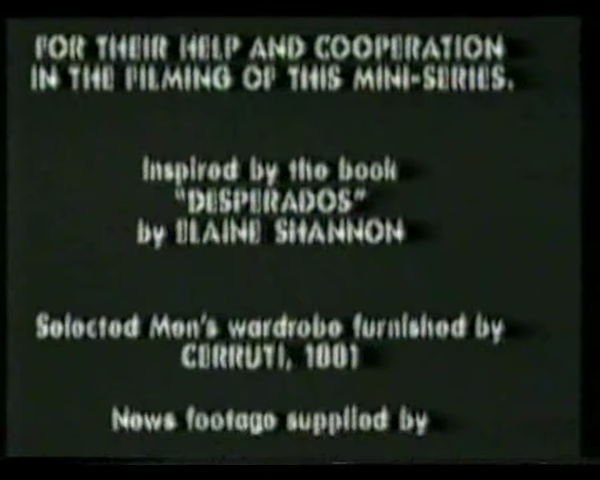 FOR THEIR HELP AND COOPERATION
IN THE FILMING OF THIS MINI-SERIES.
Inspired by the book
"DESPERADOS"
by ELAINE SHANNON
Selected Men's wardrobe furnished by
CERRUTI, 1881
News footage supplied by